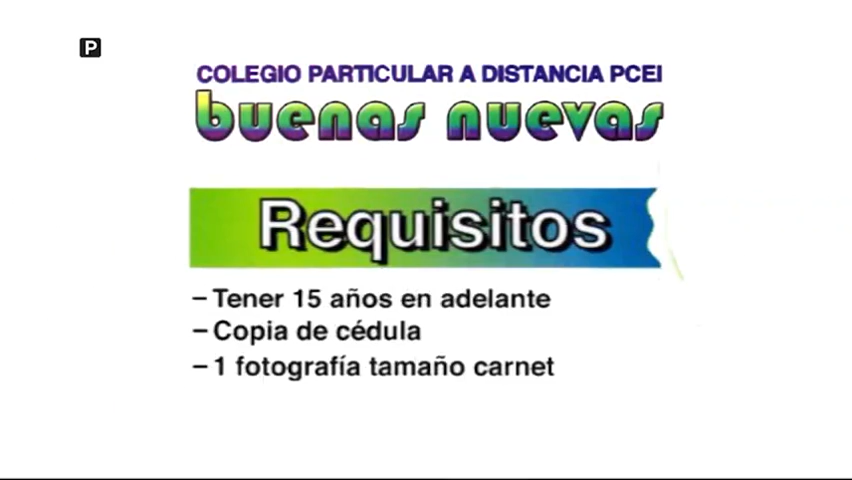 P
COLEGIO PARTICULAR A DISTANCIA PCEI
buenas nuevas
Requisitos
– Tener 15 años en adelante
– Copia de cédula
– 1 fotografía tamaño carnet